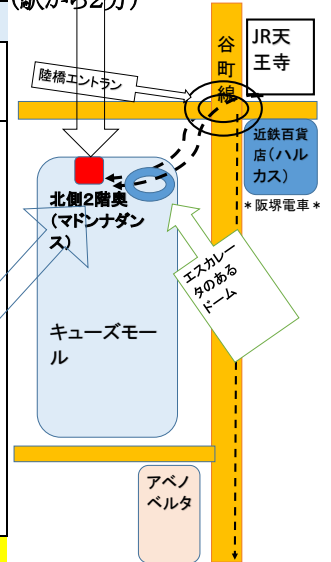 (駅から2分)
谷
町
線
JR天
王寺
陸橋エントラン
近鉄百貨
店(ハル
カス)
*阪堺電車*
北側2階奥
(マドンナダン
ス)
エスカレー
タのある
ドーム
キューズモー
ル
アベノ
ベルタ